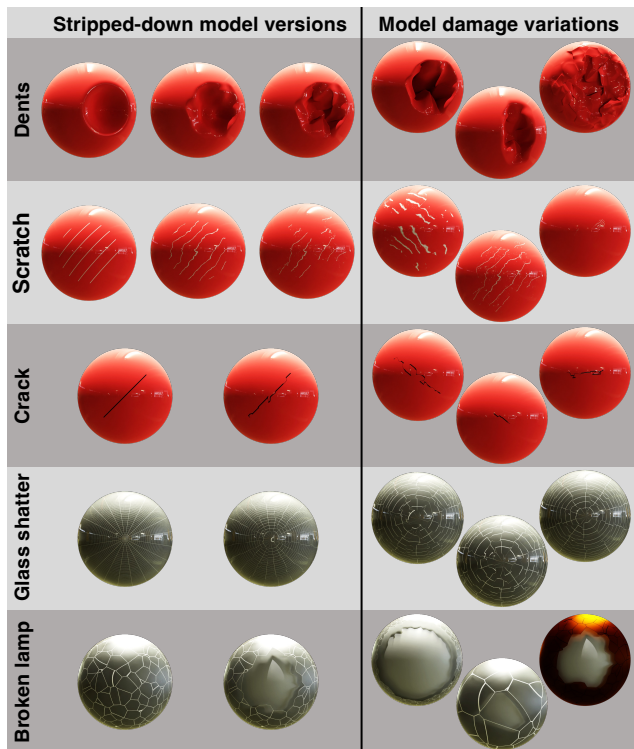 Stripped-down model versions
Model damage variations
Dents
Scratch
Crack
Glass shatter
Broken lamp